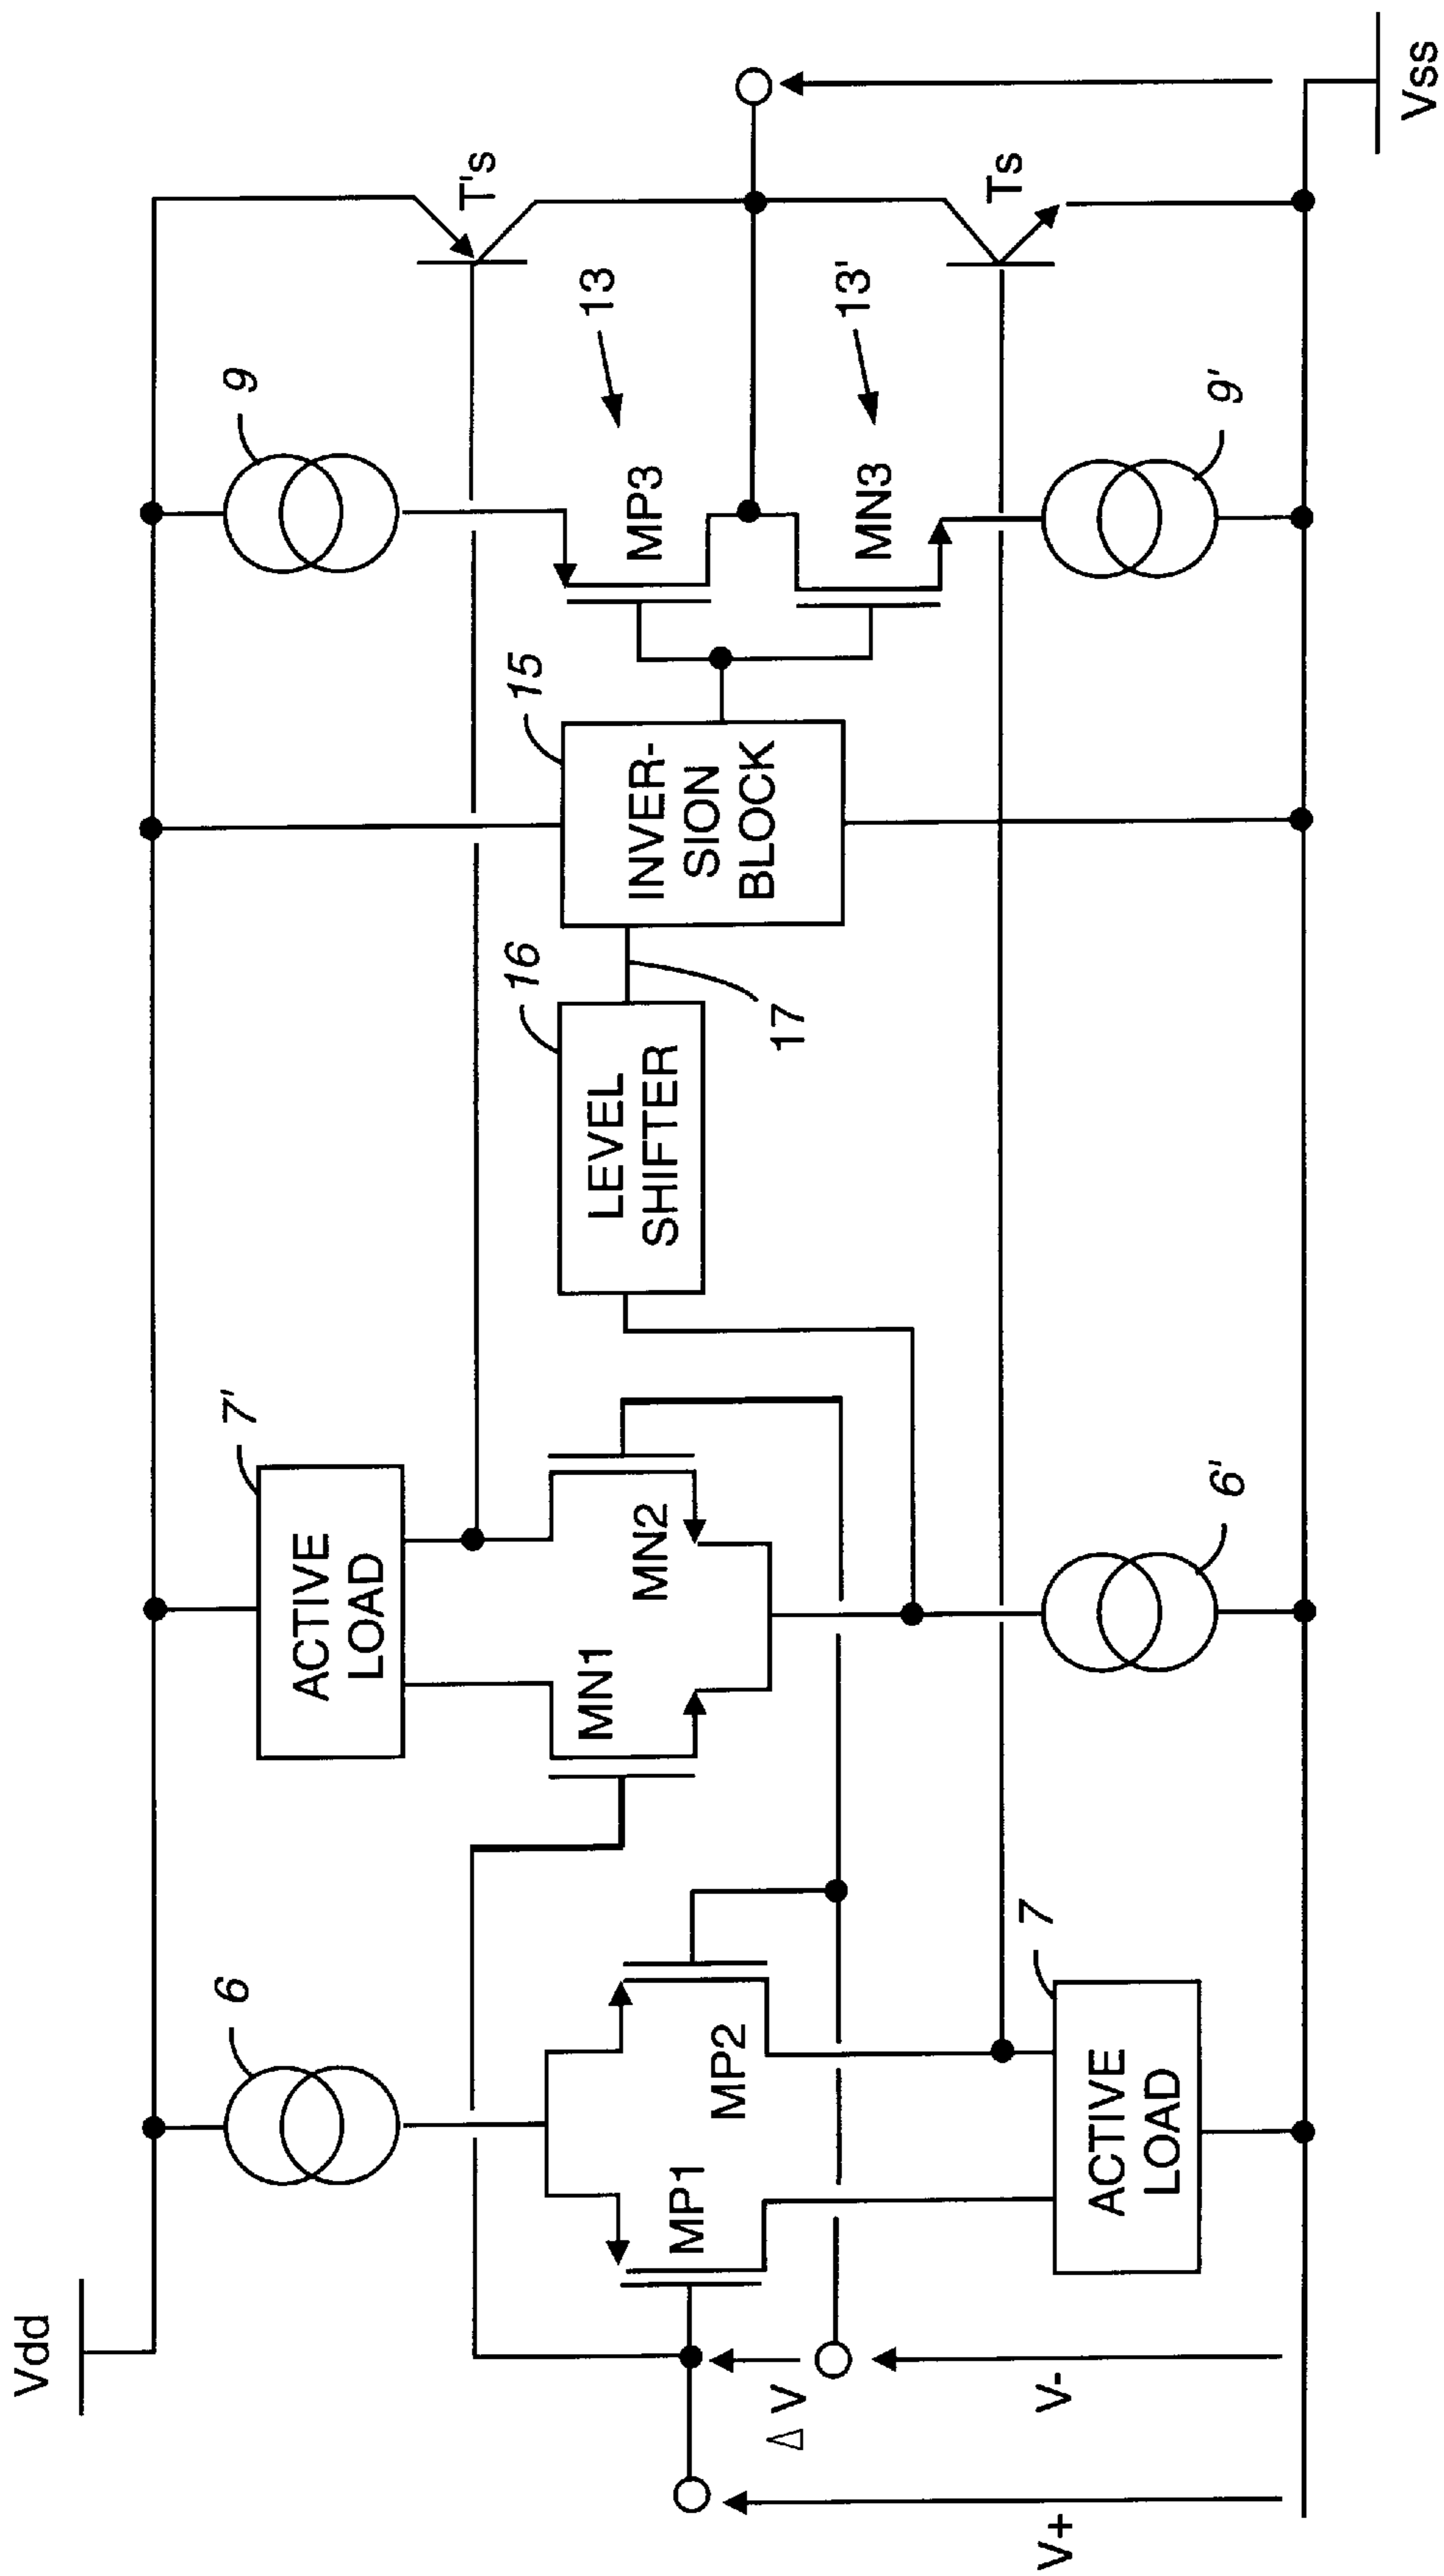 Vdd
6
7'
ACTIVE
LOAD
9
T's
MN1
MN2
16
LEVEL
SHIFTER
15
INVER-
SION
BLOCK
MP3
13
MP1
MP2
17
MN3
13'
Ts
Δ V
V+
V-
7
ACTIVE
LOAD
6'
9'
Vss